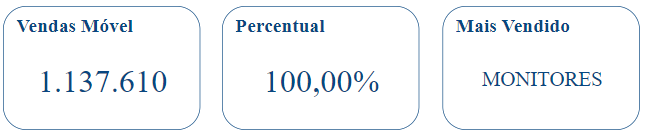 Vendas Móvel
1.137.610
Percentual
100,00%
Mais Vendido
MONITORES